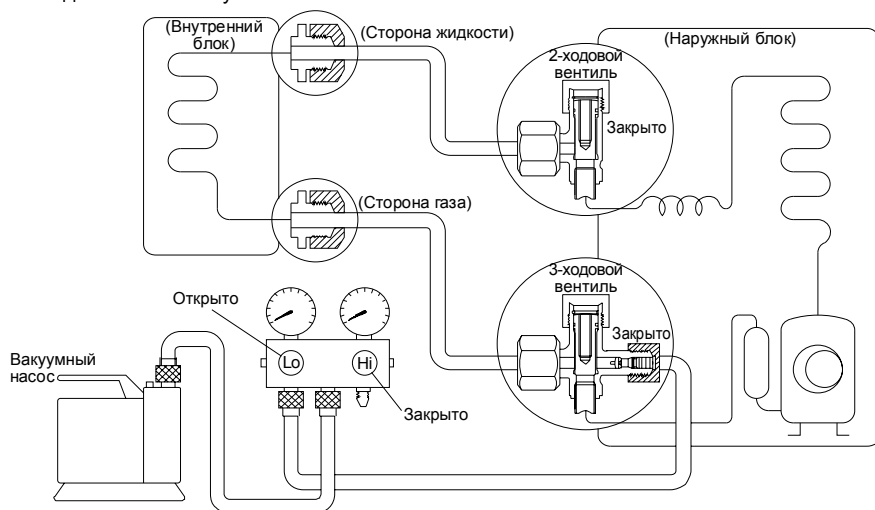 (Внутренний
блок)
(Сторона жидкости)
(Наружный блок)
2-ходовой
вентиль
Закрыто
(Сторона газа)
3-ходовой
вентиль
Закрыто
Открыто
Lo
Hi
Вакуумный
насос
Закрыто